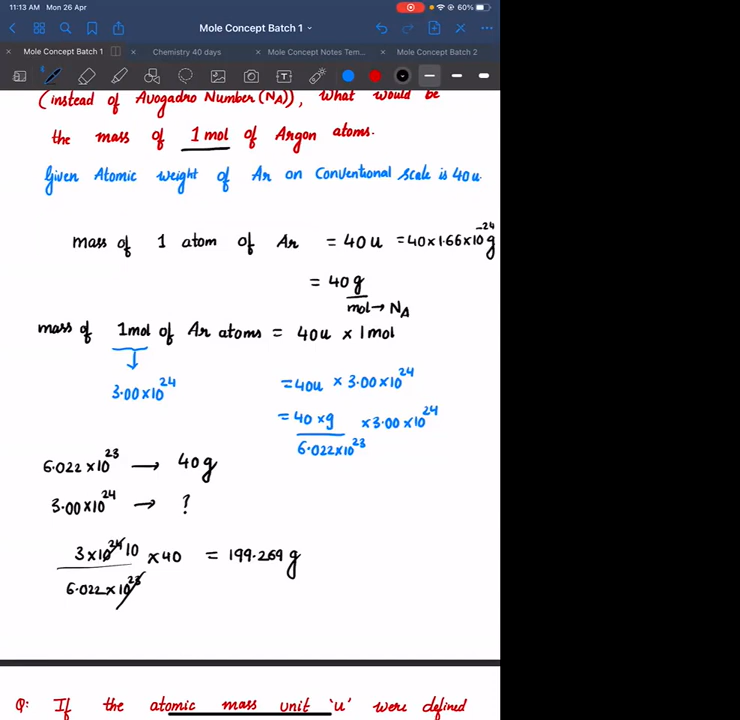 11:13 AM Mon 26 Apr
60%
Mole Concept Batch 1
Mole Concept Batch 1
Chemistry 40 days
Mole Concept Notes Tem...
Mole Concept Batch 2
(instead of Avogadro Number (NA)), what would be
the mass of 1 mol of Argon atoms.
Given Atomic weight of Ar on Conventional scale is 40u.
mass of 1 atom of Ar = 40u = 40 x 1.66 x 10^-24 g
= 40 g
mol → NA
mass of 1 mol of Ar atoms = 40u x 1 mol
3.00 x 10^24
= 40u x 3.00 x 10^24
= 40 x g x 3.00 x 10^24
6.022 x 10^23
6.022 x 10^23 → 40 g
3.00 x 10^24 → ?
3 x 10^24 10 x 40 = 199.269 g
6.022 x 10^23
Q: If the atomic mass unit 'u' were defined